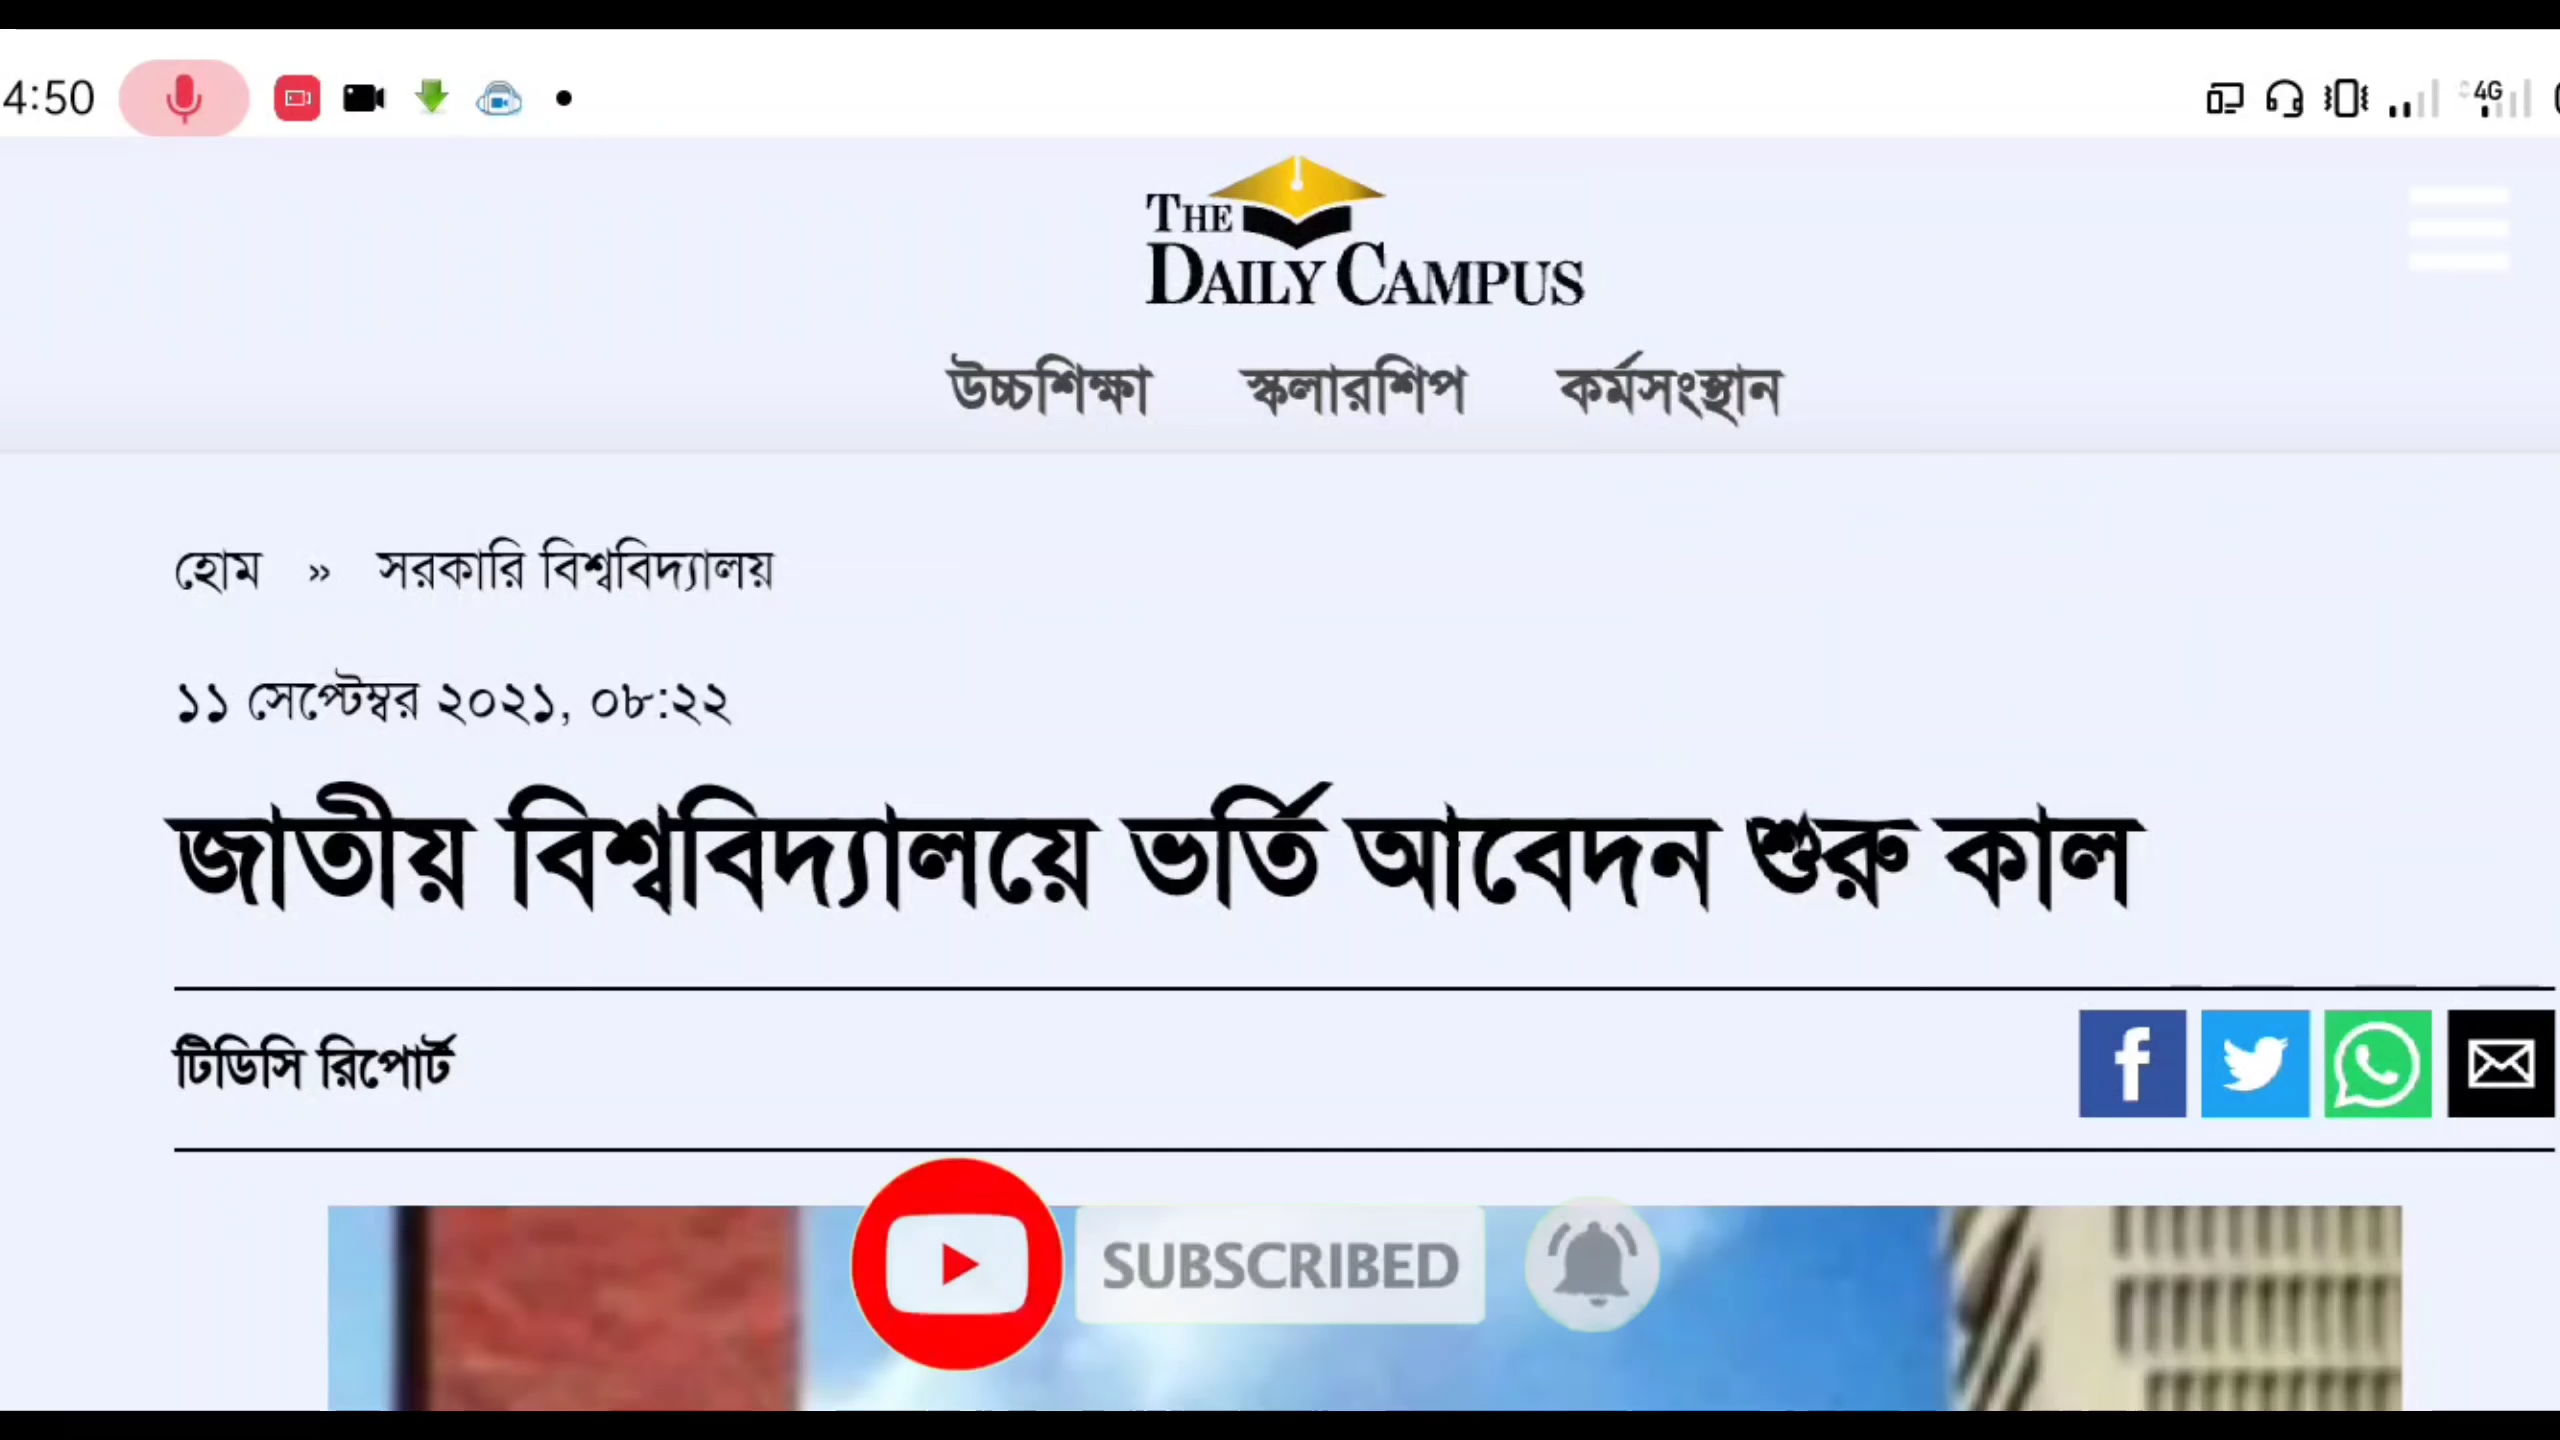 4:50
4G
THE
DAILY CAMPUS
উচ্চশিক্ষা স্কলারশিপ কর্মসংস্থান
হোম » সরকারি বিশ্ববিদ্যালয়
১১ সেপ্টেম্বর ২০২১, ০৮:২২
জাতীয় বিশ্ববিদ্যালয়ে ভর্তি আবেদন শুরু কাল
টিডিসি রিপোর্ট
SUBSCRIBED